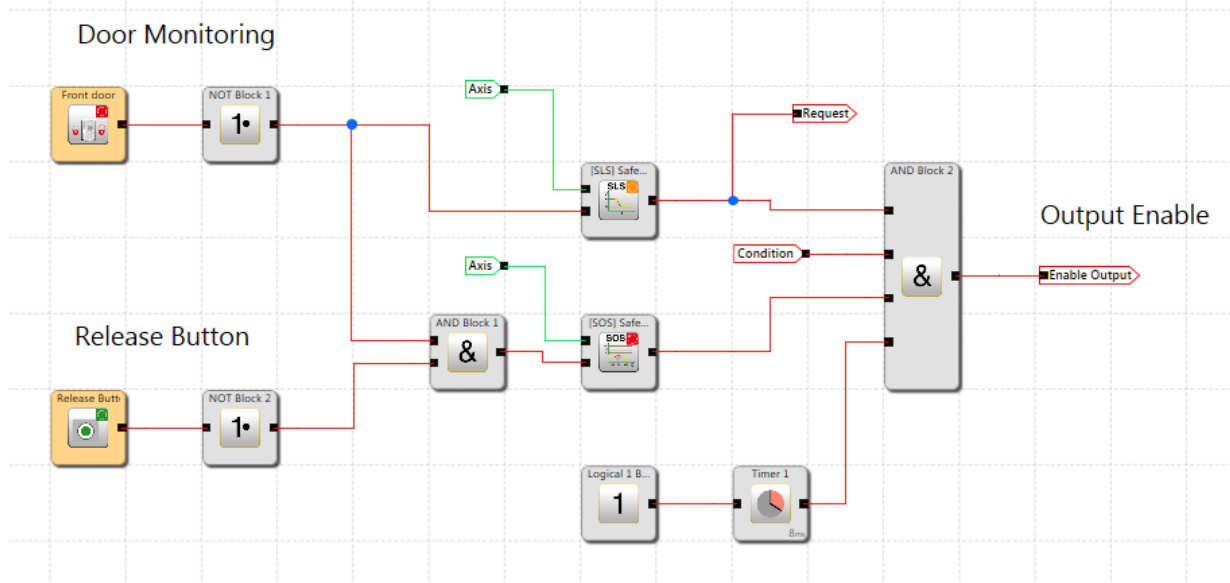 Door Monitoring
Front door
NOT Block 1
1•
Axis
Request
[SLS] Safe...
SLS
AND Block 2
Output Enable
Condition
&
Enable Output
Axis
Release Button
AND Block 1
&
[SOS] Safe...
SOS
Release Butt
NOT Block 2
1•
Logical 1 B...
1
Timer 1
8ms